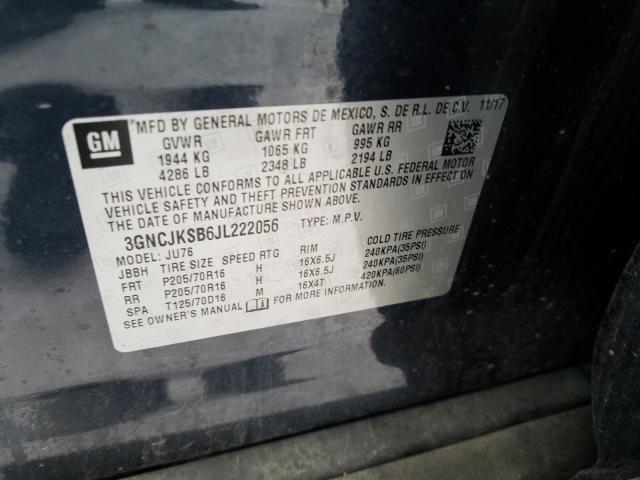 GM
MFD BY GENERAL MOTORS DE MEXICO, S. DE R.L. DE C.V. 11/17
GVWR GAWR FRT GAWR RR
1944 KG 1065 KG 995 KG
4286 LB 2348 LB 2194 LB
THIS VEHICLE CONFORMS TO ALL APPLICABLE U.S. FEDERAL MOTOR
VEHICLE SAFETY AND THEFT PREVENTION STANDARDS IN EFFECT ON
THE DATE OF MANUFACTURE SHOWN ABOVE.
3GNCJKSB6JL222056 TYPE: M.P.V.
MODEL: JU76
JBBH TIRE SIZE SPEED RTG RIM COLD TIRE PRESSURE
FRT P205/70R16 H 16X6.5J 240KPA(35PSI)
RR P205/70R16 H 16X6.5J 240KPA(35PSI)
SPA T125/70D16 M 16X4T 420KPA(60PSI)
SEE OWNER'S MANUAL FOR MORE INFORMATION.